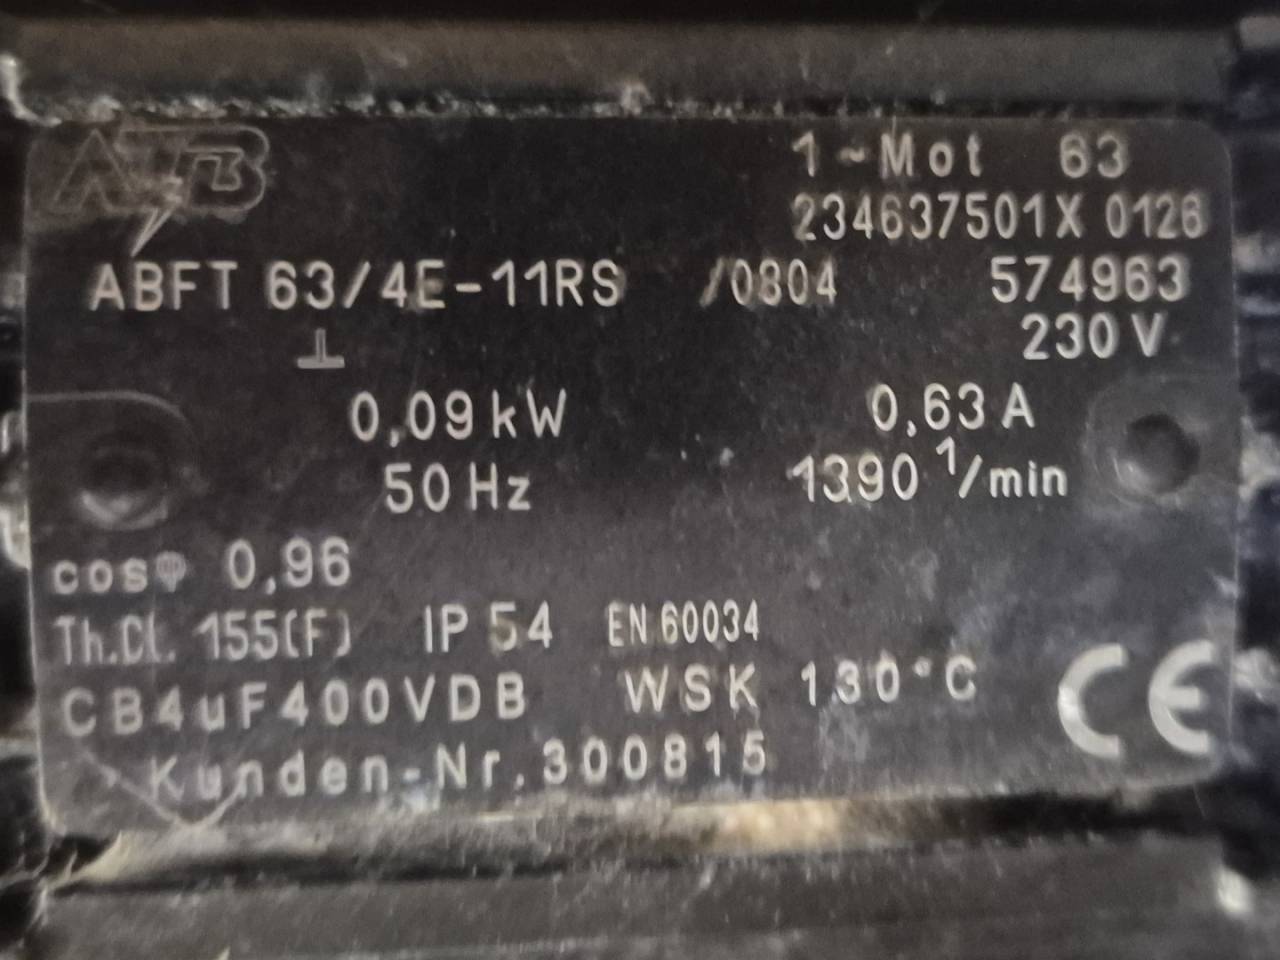 ATB
1~Mot 63
234637501X 0126
ABFT 63/4E-11RS /0804 574963
⊥ 230 V
0,09 kW 0,63 A
50 Hz 1390 1/min
cosφ 0,96
Th.Cl. 155(F) IP 54 EN 60034
CB4uF400VDB WSK 130°C
CE
Kunden-Nr.300815